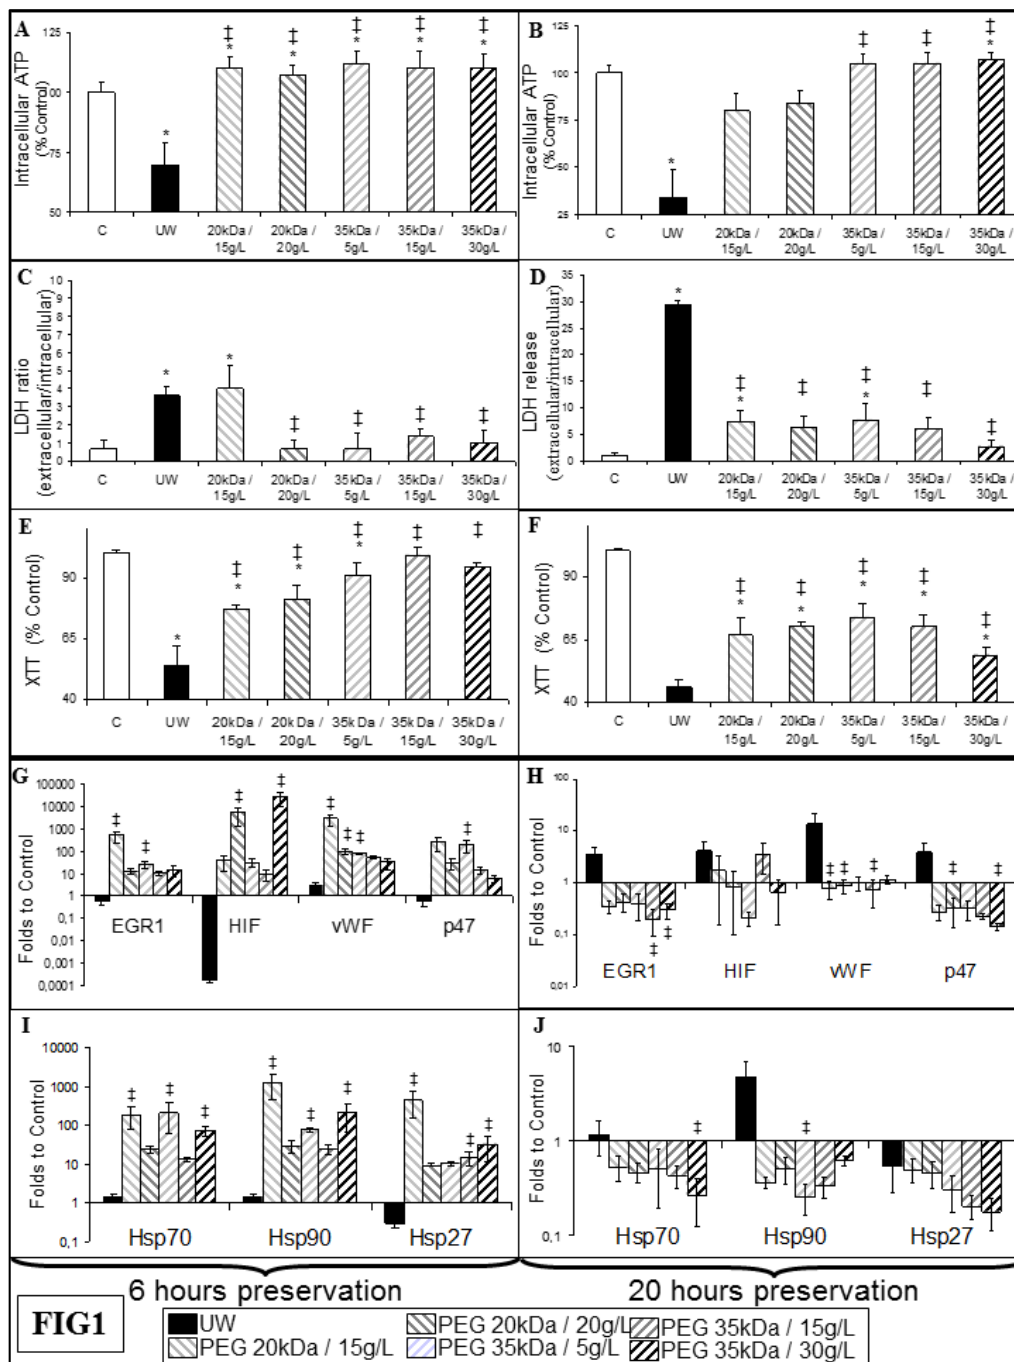 A
Intracellular ATP
(% Control)
125
100
75
50
‡ ‡ ‡ ‡ ‡
* * * * * *
C UW 20kDa / 15g/L 20kDa / 20g/L 35kDa / 5g/L 35kDa / 15g/L 35kDa / 30g/L
B
Intracellular ATP
(% Control)
125
100
75
50
25
‡ ‡ ‡
* *
C UW 20kDa / 15g/L 20kDa / 20g/L 35kDa / 5g/L 35kDa / 15g/L 35kDa / 30g/L
C
LDH ratio
(extracellular/intracellular)
10
9
8
7
6
5
4
3
2
1
0
* *
‡ ‡ ‡ ‡
C UW 20kDa / 15g/L 20kDa / 20g/L 35kDa / 5g/L 35kDa / 15g/L 35kDa / 30g/L
D
LDH release
(extracellular/intracellular)
35
30
25
20
15
10
5
0
* * *
‡ ‡ ‡ ‡ ‡
C UW 20kDa / 15g/L 20kDa / 20g/L 35kDa / 5g/L 35kDa / 15g/L 35kDa / 30g/L
E
XTT (% Control)
90
65
40
‡ ‡ ‡ ‡ ‡
* * * *
C UW 20kDa / 15g/L 20kDa / 20g/L 35kDa / 5g/L 35kDa / 15g/L 35kDa / 30g/L
F
XTT (% Control)
90
65
40
‡ ‡ ‡ ‡ ‡
* * * * *
C UW 20kDa / 15g/L 20kDa / 20g/L 35kDa / 5g/L 35kDa / 15g/L 35kDa / 30g/L
G
Folds to Control
100000
10000
1000
100
10
1
0,1
0,01
0,001
0,0001
‡ ‡ ‡ ‡ ‡ ‡ ‡ ‡
EGR1 HIF vWF p47
H
Folds to Control
100
10
1
0,1
0,01
‡ ‡ ‡ ‡ ‡ ‡ ‡
EGR1 HIF vWF p47
I
Folds to Control
10000
1000
100
10
1
0,1
‡ ‡ ‡ ‡ ‡ ‡ ‡ ‡ ‡
Hsp70 Hsp90 Hsp27
J
Folds to Control
10
1
0,1
‡ ‡
Hsp70 Hsp90 Hsp27
6 hours preservation
20 hours preservation
FIG1
UW
PEG 20kDa / 20g/L
PEG 35kDa / 15g/L
PEG 20kDa / 15g/L
PEG 35kDa / 5g/L
PEG 35kDa / 30g/L